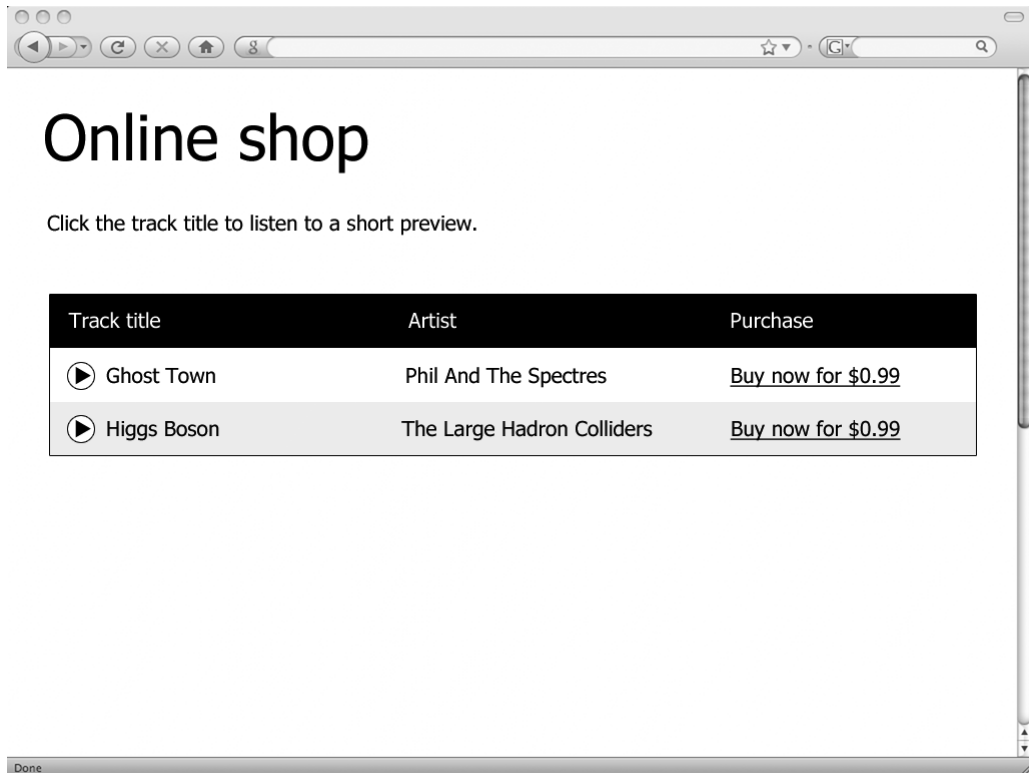 Online shop
Click the track title to listen to a short preview.
Track title Artist Purchase
Ghost Town Phil And The Spectres Buy now for $0.99
Higgs Boson The Large Hadron Colliders Buy now for $0.99
Done